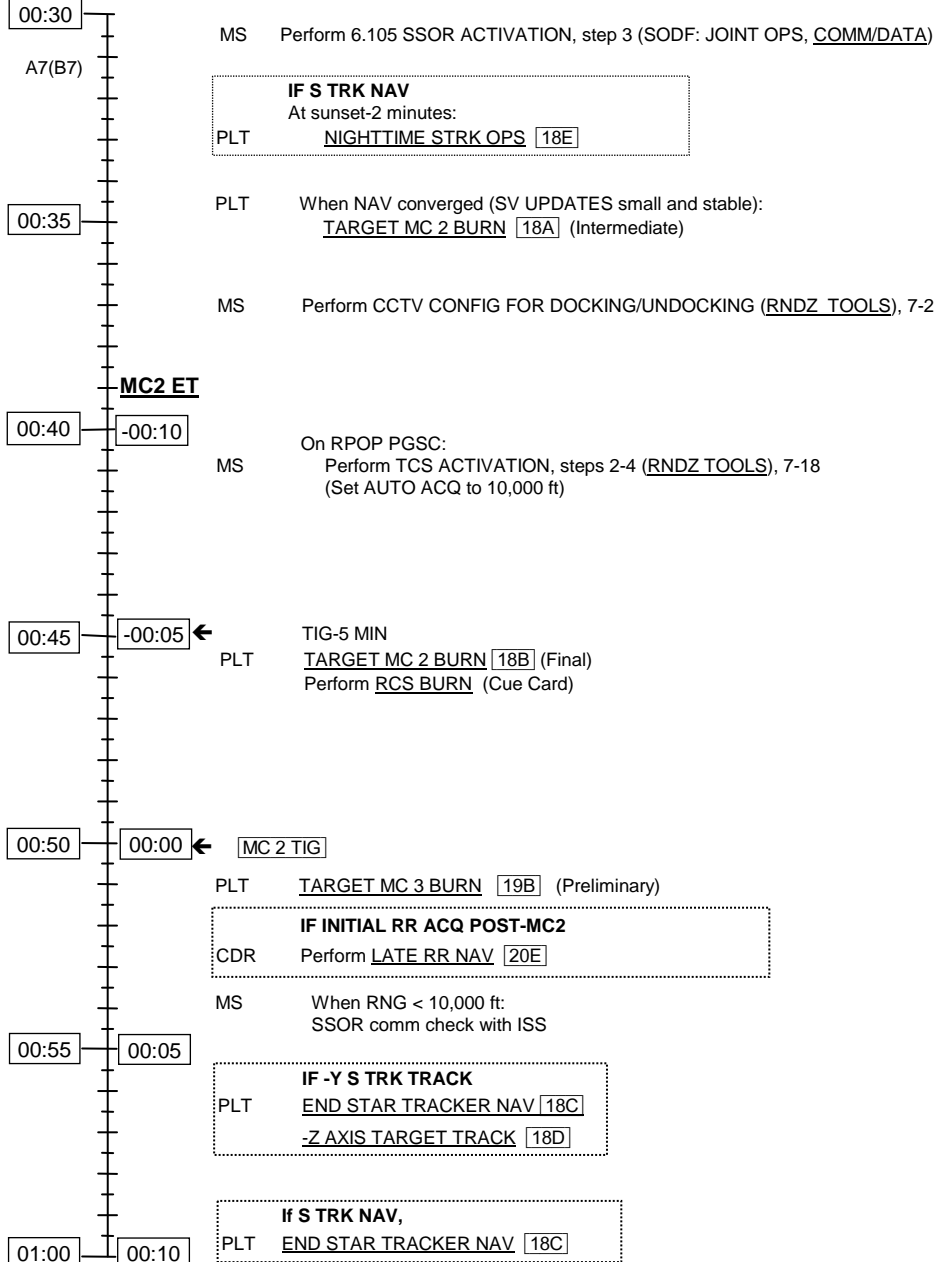 00:30
MS Perform 6.105 SSOR ACTIVATION, step 3 (SODF: JOINT OPS, COMM/DATA)
A7(B7)
IF S TRK NAV
At sunset-2 minutes:
PLT NIGHTTIME STRK OPS 18E
PLT When NAV converged (SV UPDATES small and stable):
00:35
TARGET MC 2 BURN 18A (Intermediate)
MS Perform CCTV CONFIG FOR DOCKING/UNDOCKING (RNDZ TOOLS), 7-2
MC2 ET
00:40 -00:10
On RPOP PGSC:
MS Perform TCS ACTIVATION, steps 2-4 (RNDZ TOOLS), 7-18
(Set AUTO ACQ to 10,000 ft)
00:45 -00:05 ← TIG-5 MIN
PLT TARGET MC 2 BURN 18B (Final)
Perform RCS BURN (Cue Card)
00:50 00:00 ← MC 2 TIG
PLT TARGET MC 3 BURN 19B (Preliminary)
IF INITIAL RR ACQ POST-MC2
CDR Perform LATE RR NAV 20E
MS When RNG < 10,000 ft:
SSOR comm check with ISS
00:55 00:05
IF -Y S TRK TRACK
PLT END STAR TRACKER NAV 18C
-Z AXIS TARGET TRACK 18D
If S TRK NAV,
PLT END STAR TRACKER NAV 18C
01:00 00:10